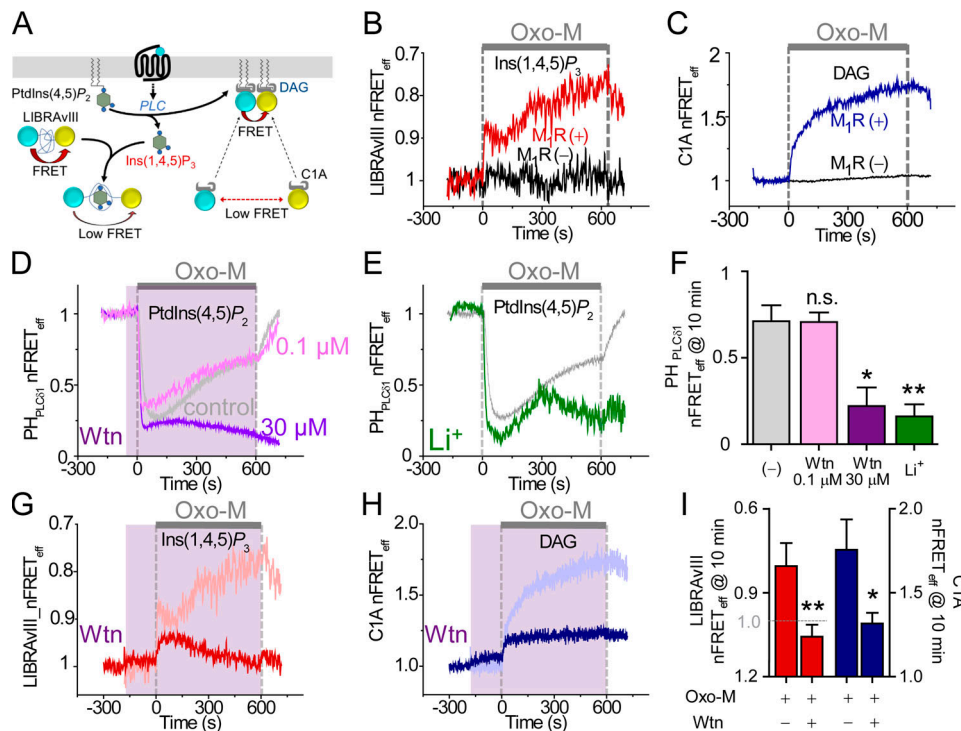 A
PtdIns(4,5)P2
PLC
DAG
FRET
LIBRAvIII
FRET
Ins(1,4,5)P3
C1A
Low FRET
Low FRET
B
Oxo-M
LIBRAvIII nFRETeff
0.7
0.8
0.9
1
Ins(1,4,5)P3
M1R (+)
M1R (–)
-300 0 300 600
Time (s)
C
Oxo-M
C1A nFRETeff
2
1.5
1
DAG
M1R (+)
M1R (–)
-300 0 300 600
Time (s)
D
Oxo-M
PHPLCδ1 nFRETeff
1
0.5
0
PtdIns(4,5)P2
0.1 µM
control
30 µM
Wtn
-300 0 300 600
Time (s)
E
Oxo-M
PHPLCδ1 nFRETeff
1
0.5
0
PtdIns(4,5)P2
Li+
-300 0 300 600
Time (s)
F
PH PLCδ1
nFRETeff @ 10 min
0
1
n.s.
*
**
(–)
Wtn
0.1 µM
Wtn
30 µM
Li+
G
Oxo-M
LIBRAvIII_nFRETeff
0.7
0.8
0.9
1
Ins(1,4,5)P3
Wtn
-300 0 300 600
Time (s)
H
Oxo-M
C1A nFRETeff
2.0
1.5
1.0
DAG
Wtn
-300 0 300 600
Time (s)
I
LIBRAvIII
nFRETeff @ 10 min
0.6
0.9
1.0
1.2
**
*
2.0
1.5
1.0
C1A
nFRETeff @ 10 min
Oxo-M + + + +
Wtn – + – +